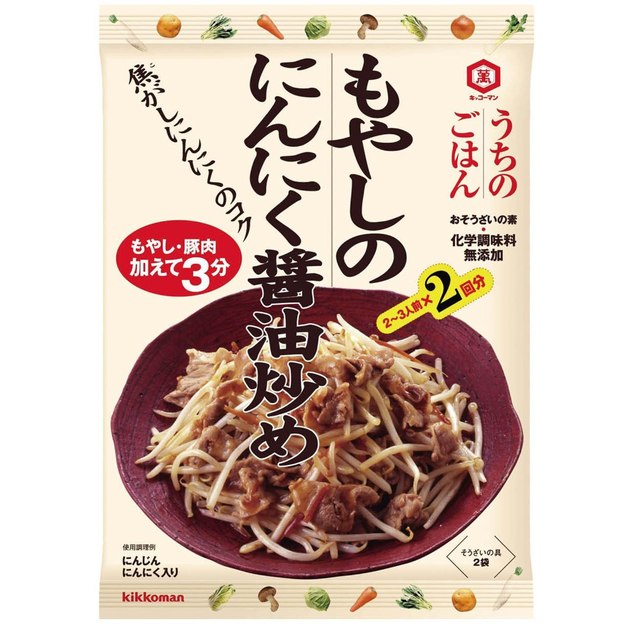 萬
キッコーマン
うちの
ごはん
おそうざいの素
化学調味料
無添加
もやしの
にんにく醤油炒め
焦がしにんにくのコク
こ
もやし・豚肉
加えて3分
2～3人前×2回分
使用調理例
にんじん
にんにく入り
そうざいの具
2袋
kikkoman